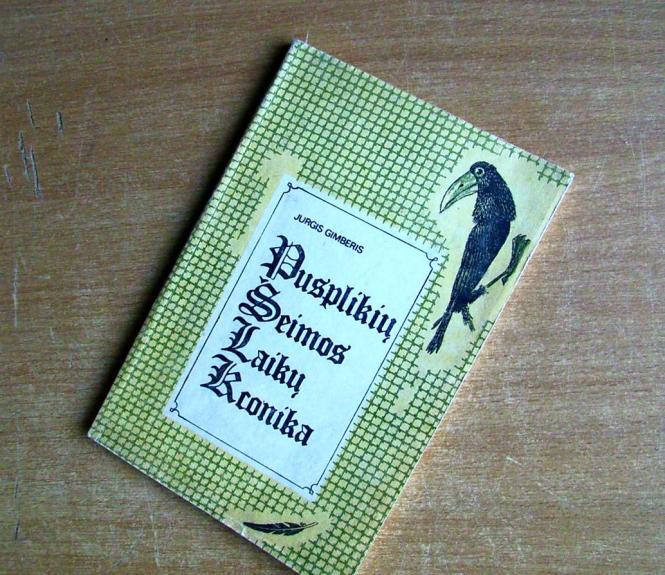 JURGIS GIMBERIS
Pusplikių
Šeimos
Laikų
Kronika